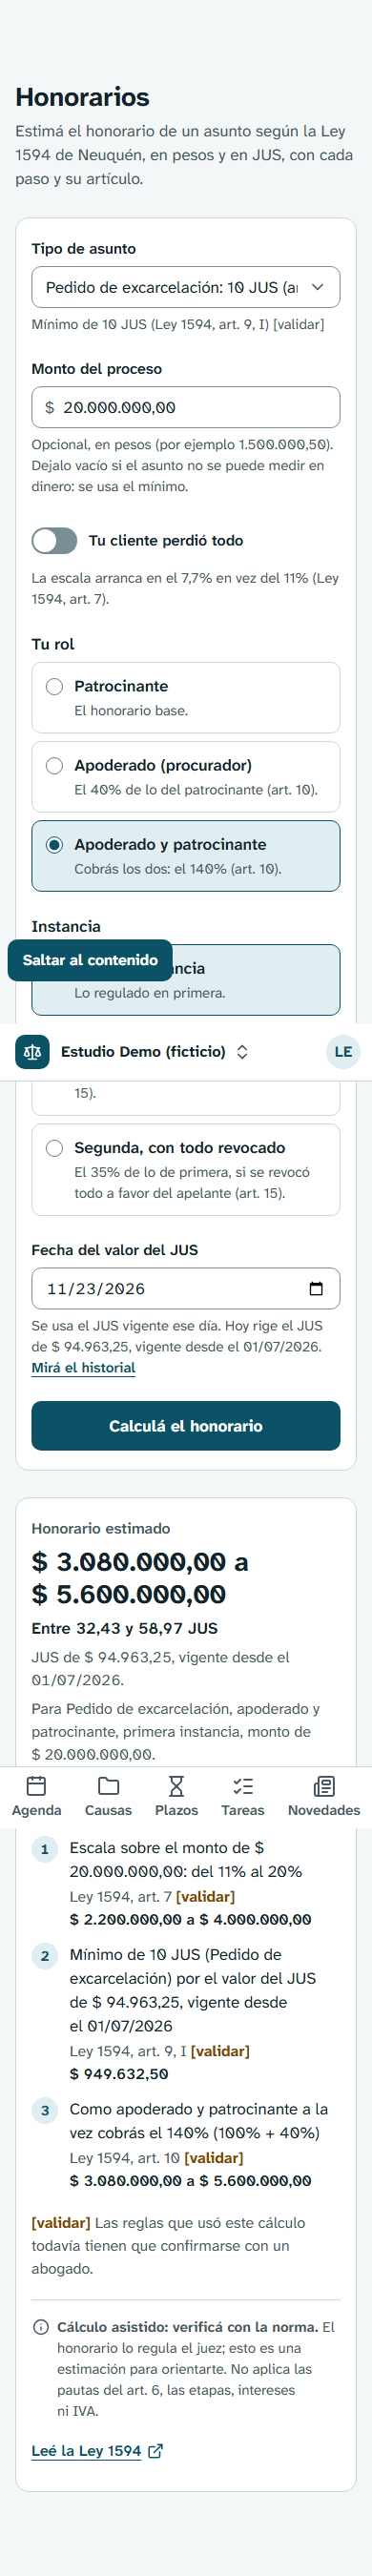 Honorarios
Estimá el honorario de un asunto según la Ley
1594 de Neuquén, en pesos y en JUS, con cada
paso y su artículo.
Tipo de asunto
Pedido de excarcelación: 10 JUS (a
Mínimo de 10 JUS (Ley 1594, art. 9, I) [validar]
Monto del proceso
$ 20.000.000,00
Opcional, en pesos (por ejemplo 1.500.000,50).
Dejalo vacío si el asunto no se puede medir en
dinero: se usa el mínimo.
Tu cliente perdió todo
La escala arranca en el 7,7% en vez del 11% (Ley
1594, art. 7).
Tu rol
Patrocinante
El honorario base.
Apoderado (procurador)
El 40% de lo del patrocinante (art. 10).
Apoderado y patrocinante
Cobrás los dos: el 140% (art. 10).
Instancia
Saltar al contenido
ncia
Lo regulado en primera.
Estudio Demo (ficticio)
LE
15).
Segunda, con todo revocado
El 35% de lo de primera, si se revocó
todo a favor del apelante (art. 15).
Fecha del valor del JUS
11/23/2026
Se usa el JUS vigente ese día. Hoy rige el JUS
de $ 94.963,25, vigente desde el 01/07/2026.
Mirá el historial
Calculá el honorario
Honorario estimado
$ 3.080.000,00 a
$ 5.600.000,00
Entre 32,43 y 58,97 JUS
JUS de $ 94.963,25, vigente desde el
01/07/2026.
Para Pedido de excarcelación, apoderado y
patrocinante, primera instancia, monto de
$ 20.000.000,00.
Agenda
Causas
Plazos
Tareas
Novedades
1 Escala sobre el monto de $
20.000.000,00: del 11% al 20%
Ley 1594, art. 7 [validar]
$ 2.200.000,00 a $ 4.000.000,00
2 Mínimo de 10 JUS (Pedido de
excarcelación) por el valor del JUS
de $ 94.963,25, vigente desde
el 01/07/2026
Ley 1594, art. 9, I [validar]
$ 949.632,50
3 Como apoderado y patrocinante a la
vez cobrás el 140% (100% + 40%)
Ley 1594, art. 10 [validar]
$ 3.080.000,00 a $ 5.600.000,00
[validar] Las reglas que usó este cálculo
todavía tienen que confirmarse con un
abogado.
Cálculo asistido: verificá con la norma. El
honorario lo regula el juez; esto es una
estimación para orientarte. No aplica las
pautas del art. 6, las etapas, intereses
ni IVA.
Leé la Ley 1594